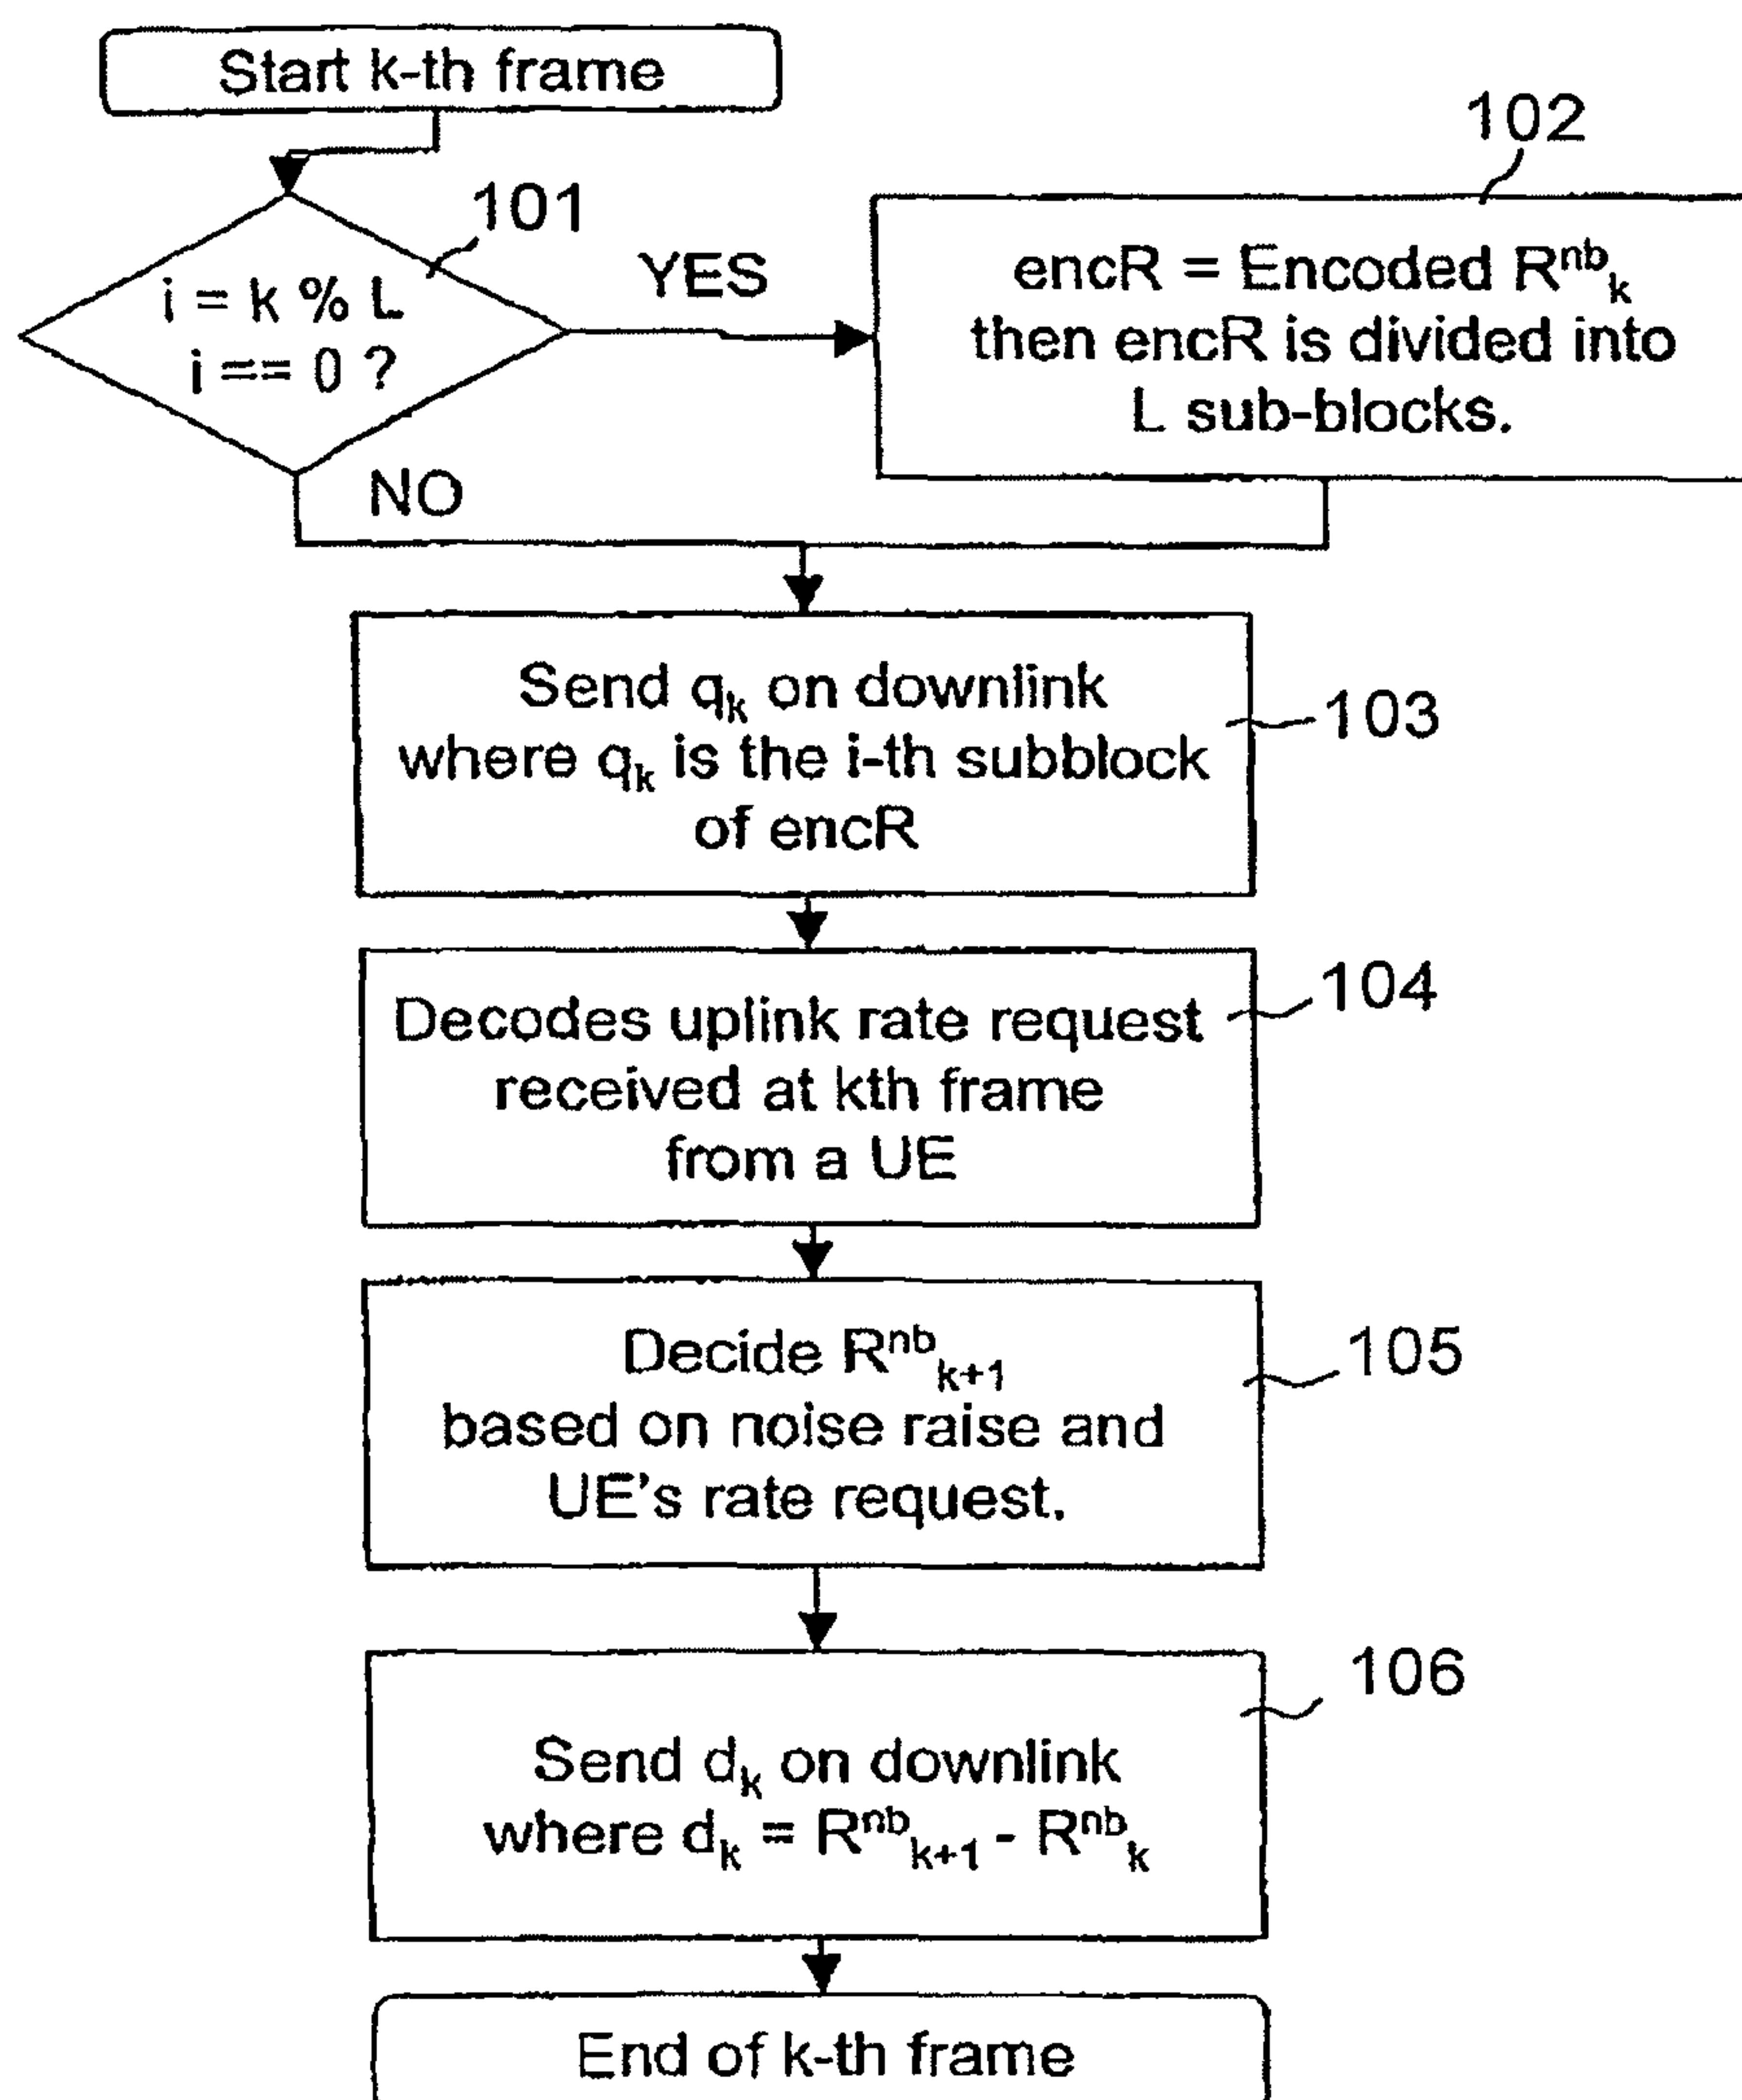 Start k-th frame
101
i = k % L
i == 0 ?
YES
NO
102
encR = Encoded R^nb_k
then encR is divided into
L sub-blocks.
Send q_k on downlink
where q_k is the i-th subblock
of encR
103
Decodes uplink rate request
received at kth frame
from a UE
104
Decide R^nb_k+1
based on noise raise and
UE's rate request.
105
Send d_k on downlink
where d_k = R^nb_k+1 - R^nb_k
106
End of k-th frame